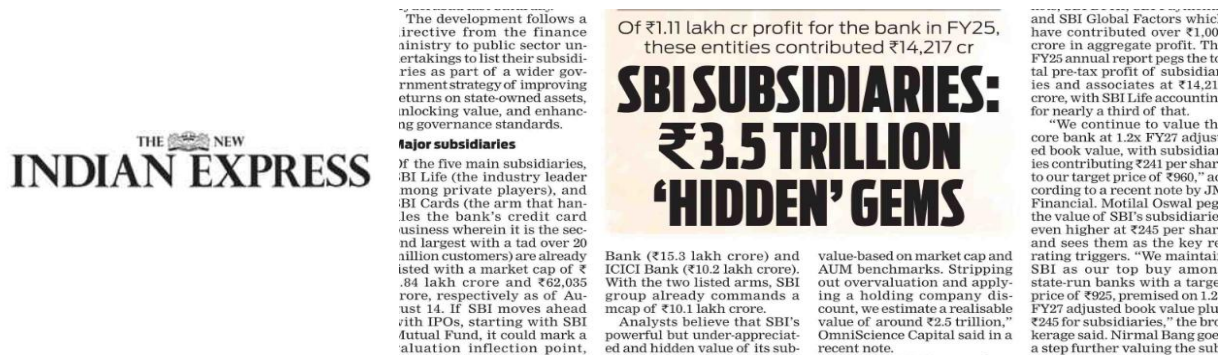 THE NEW
INDIAN EXPRESS
The development follows a
irective from the finance
ministry to public sector un-
ertakings to list their subsidi-
ries as part of a wider gov-
rnment strategy of improving
eturns on state-owned assets,
nlocking value, and enhanc-
ng governance standards.
Major subsidiaries
Of the five main subsidiaries,
SBI Life (the industry leader
mong private players), and
SBI Cards (the arm that han-
les the bank's credit card
usiness wherein it is the sec-
nd largest with a tad over 20
million customers) are already
isted with a market cap of ₹
.84 lakh crore and ₹62,035
rore, respectively as of Au-
ust 14. If SBI moves ahead
with IPOs, starting with SBI
Mutual Fund, it could mark a
aluation inflection point,
Of ₹1.11 lakh cr profit for the bank in FY25,
these entities contributed ₹14,217 cr
SBI SUBSIDIARIES:
₹3.5 TRILLION
‘HIDDEN’ GEMS
Bank (₹15.3 lakh crore) and
ICICI Bank (₹10.2 lakh crore).
With the two listed arms, SBI
group already commands a
mcap of ₹10.1 lakh crore.
Analysts believe that SBI's
powerful but under-appreciat-
ed and hidden value of its sub-
value-based on market cap and
AUM benchmarks. Stripping
out overvaluation and apply-
ing a holding company dis-
count, we estimate a realisable
value of around ₹2.5 trillion,”
OmniScience Capital said in a
recent note.
and SBI Global Factors whic
have contributed over ₹1,00
crore in aggregate profit. Th
FY25 annual report pegs the to
tal pre-tax profit of subsidiar
ies and associates at ₹14,21
crore, with SBI Life accountin
for nearly a third of that.
“We continue to value th
core bank at 1.2x FY27 adjust
ed book value, with subsidiar
ies contributing ₹241 per shar
to our target price of ₹960,” ac
cording to a recent note by JM
Financial. Motilal Oswal peg
the value of SBI's subsidiarie
even higher at ₹245 per shar
and sees them as the key re
rating triggers. “We maintai
SBI as our top buy amon
state-run banks with a targe
price of ₹925, premised on 1.2
FY27 adjusted book value plu
₹245 for subsidiaries,” the bro
kerage said. Nirmal Bang goe
a step further valuing the sub